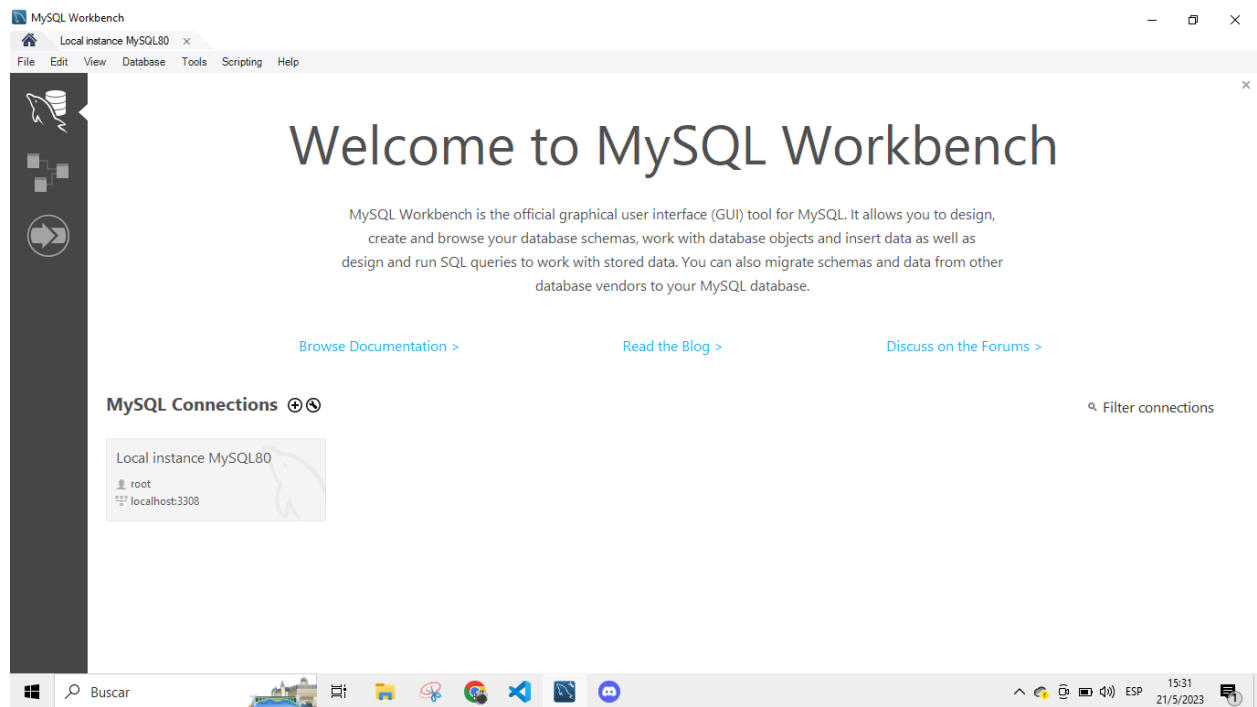 MySQL Workbench
Local instance MySQL80
File Edit View Database Tools Scripting Help
Welcome to MySQL Workbench
MySQL Workbench is the official graphical user interface (GUI) tool for MySQL. It allows you to design,
create and browse your database schemas, work with database objects and insert data as well as
design and run SQL queries to work with stored data. You can also migrate schemas and data from other
database vendors to your MySQL database.
Browse Documentation > Read the Blog > Discuss on the Forums >
MySQL Connections Filter connections
Local instance MySQL80
root
localhost:3308
Buscar ESP 15:31
21/5/2023 1